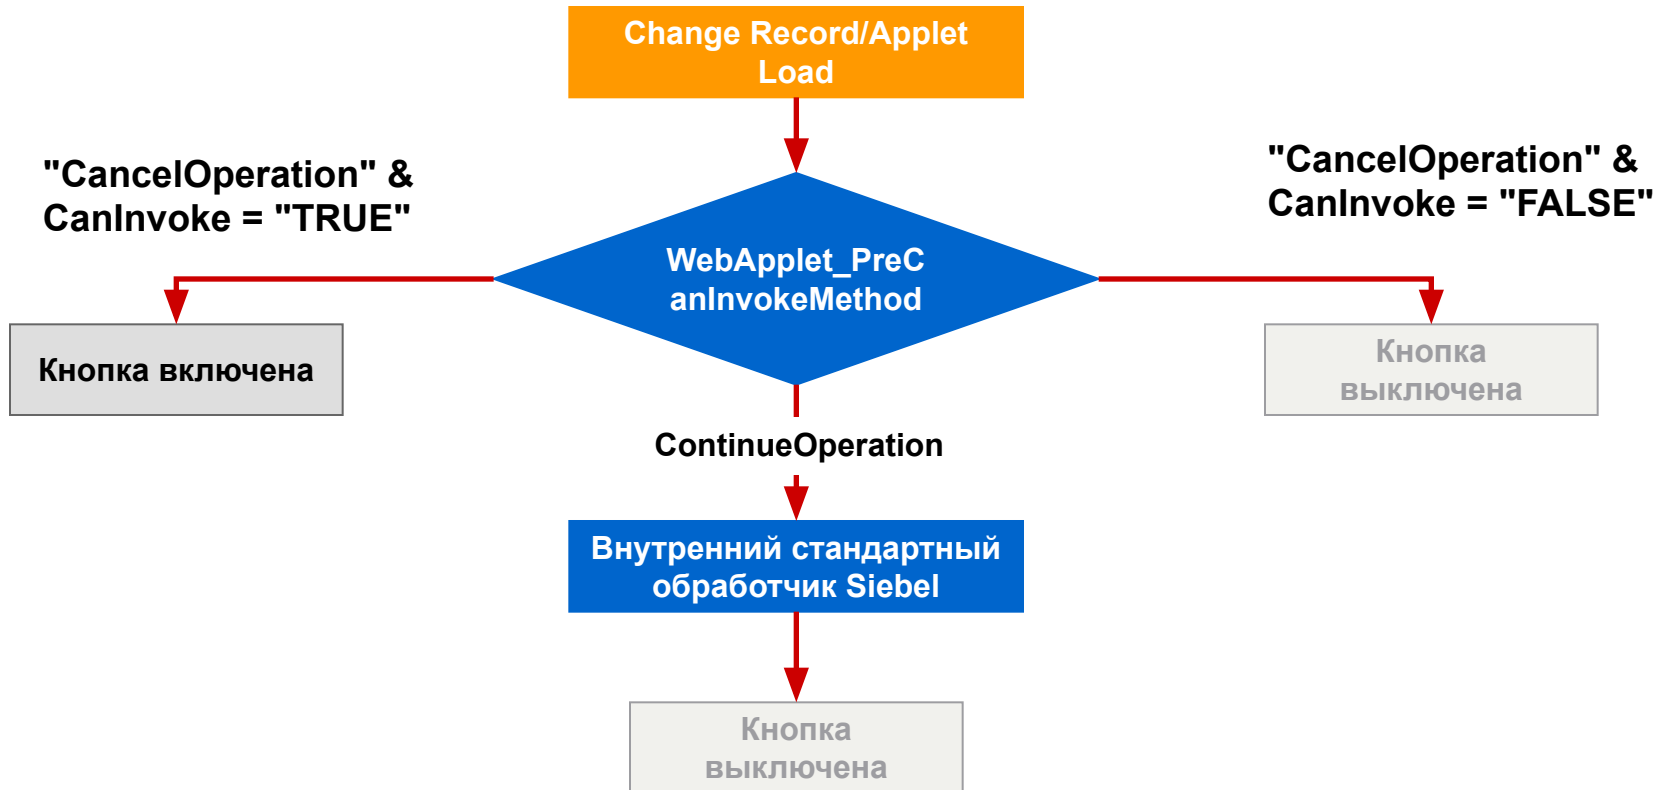 Change Record/Applet
Load
"CancelOperation" &
CanInvoke = "TRUE"
"CancelOperation" &
CanInvoke = "FALSE"
WebApplet_PreC
anInvokeMethod
Кнопка включена
Кнопка
выключена
ContinueOperation
Внутренний стандартный
обработчик Siebel
Кнопка
выключена